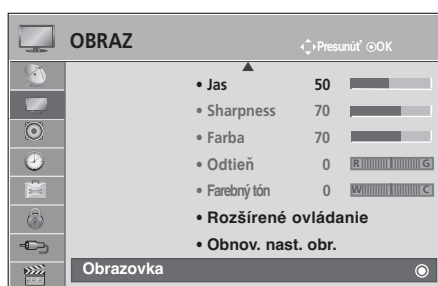 OBRAZ Presunúť ⊙OK
• Jas 50
• Sharpness 70
• Farba 70
• Odtieň 0 R G
• Farebný tón 0 W C
• Rozšírené ovládanie
• Obnov. nast. obr.
Obrazovka